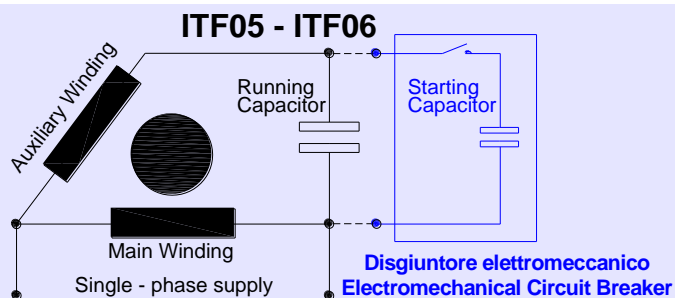 ITF05 - ITF06
Auxiliary Winding
Running
Capacitor
Starting
Capacitor
Main Winding
Single - phase supply
Disgiuntore elettromeccanico
Electromechanical Circuit Breaker